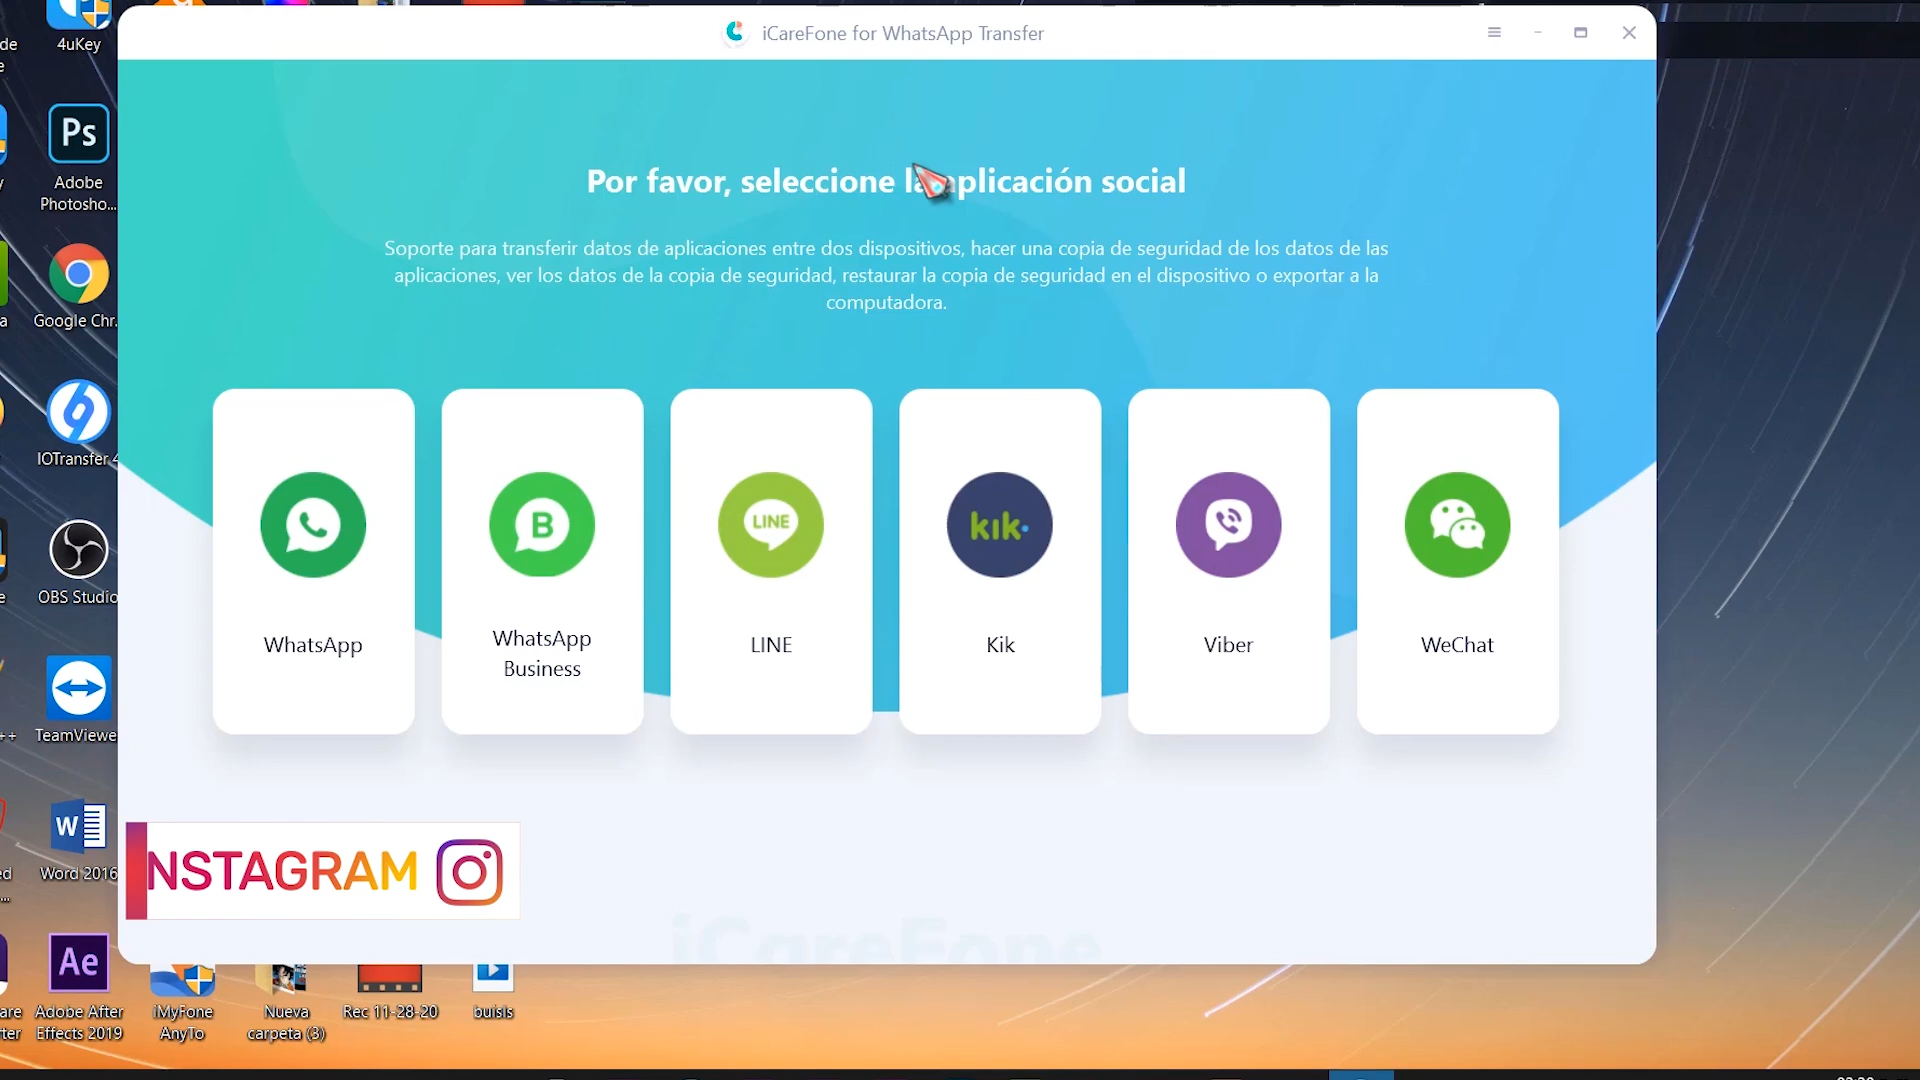 iCareFone for WhatsApp Transfer
4uKey
Ps
Adobe
Photosho...
Google Chr.
IOTransfer 4
OBS Studio
TeamViewe
W
Word 2016
Ae
Adobe After
Effects 2019
iMyFone
AnyTo
Nueva
carpeta (3)
Rec 11-28-20
buisis
Por favor, seleccione la aplicación social
Soporte para transferir datos de aplicaciones entre dos dispositivos, hacer una copia de seguridad de los datos de las
aplicaciones, ver los datos de la copia de seguridad, restaurar la copia de seguridad en el dispositivo o exportar a la
computadora.
B
LINE
kik
WhatsApp
WhatsApp
Business
LINE
Kik
Viber
WeChat
NSTAGRAM
iCareFone